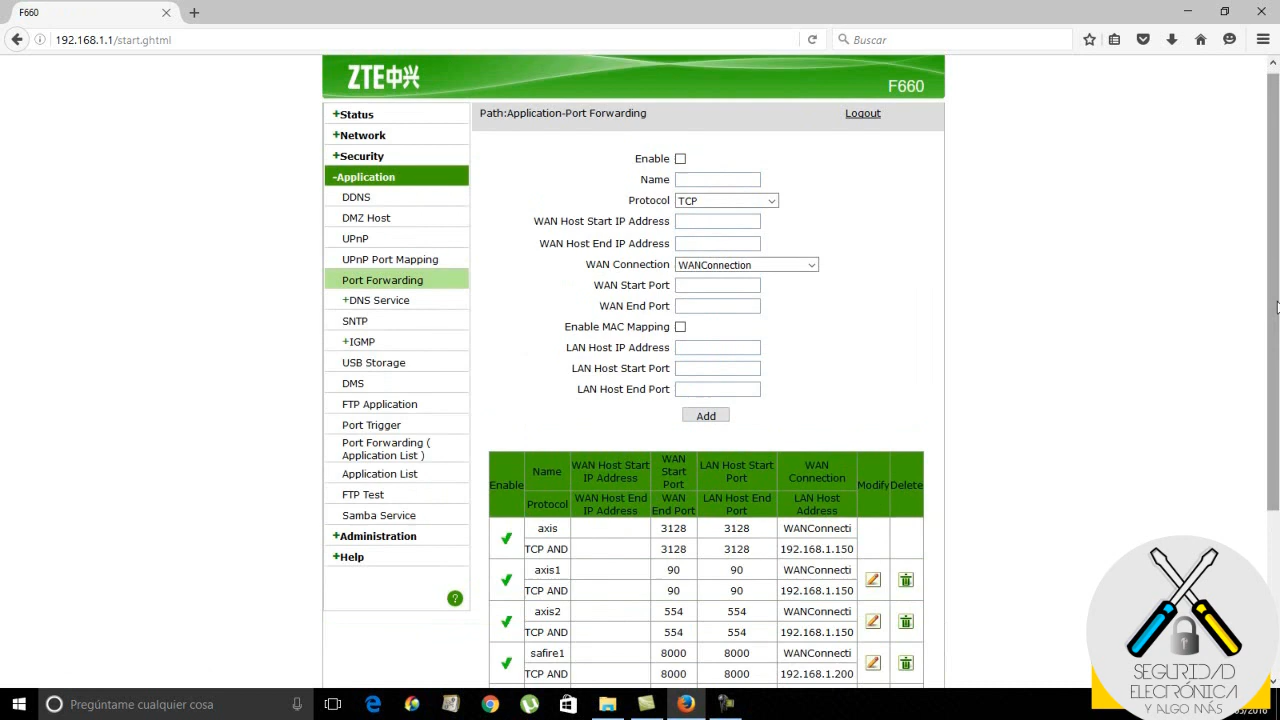 F660
192.168.1.1/start.ghtml
Buscar
ZTE中兴
F660
Path:Application-Port Forwarding
Logout
+Status
+Network
+Security
-Application
DDNS
DMZ Host
UPnP
UPnP Port Mapping
Port Forwarding
+DNS Service
SNTP
+IGMP
USB Storage
DMS
FTP Application
Port Trigger
Port Forwarding (
Application List )
Application List
FTP Test
Samba Service
+Administration
+Help
?
Enable
Name
Protocol TCP
WAN Host Start IP Address
WAN Host End IP Address
WAN Connection WANConnection
WAN Start Port
WAN End Port
Enable MAC Mapping
LAN Host IP Address
LAN Host Start Port
LAN Host End Port
Add
Enable
Name
WAN Host Start
IP Address
WAN
Start
Port
LAN Host Start
Port
WAN
Connection
Modify
Delete
Protocol
WAN Host End
IP Address
WAN
End Port
LAN Host End
Port
LAN Host
Address
axis 3128 3128 WANConnecti
TCP AND 3128 3128 192.168.1.150
axis1 90 90 WANConnecti
TCP AND 90 90 192.168.1.150
axis2 554 554 WANConnecti
TCP AND 554 554 192.168.1.150
safire1 8000 8000 WANConnecti
TCP AND 8000 8000 192.168.1.200
SEGURIDAD
ELECTRÓNICA
Y ALGO MÁS
Pregúntame cualquier cosa